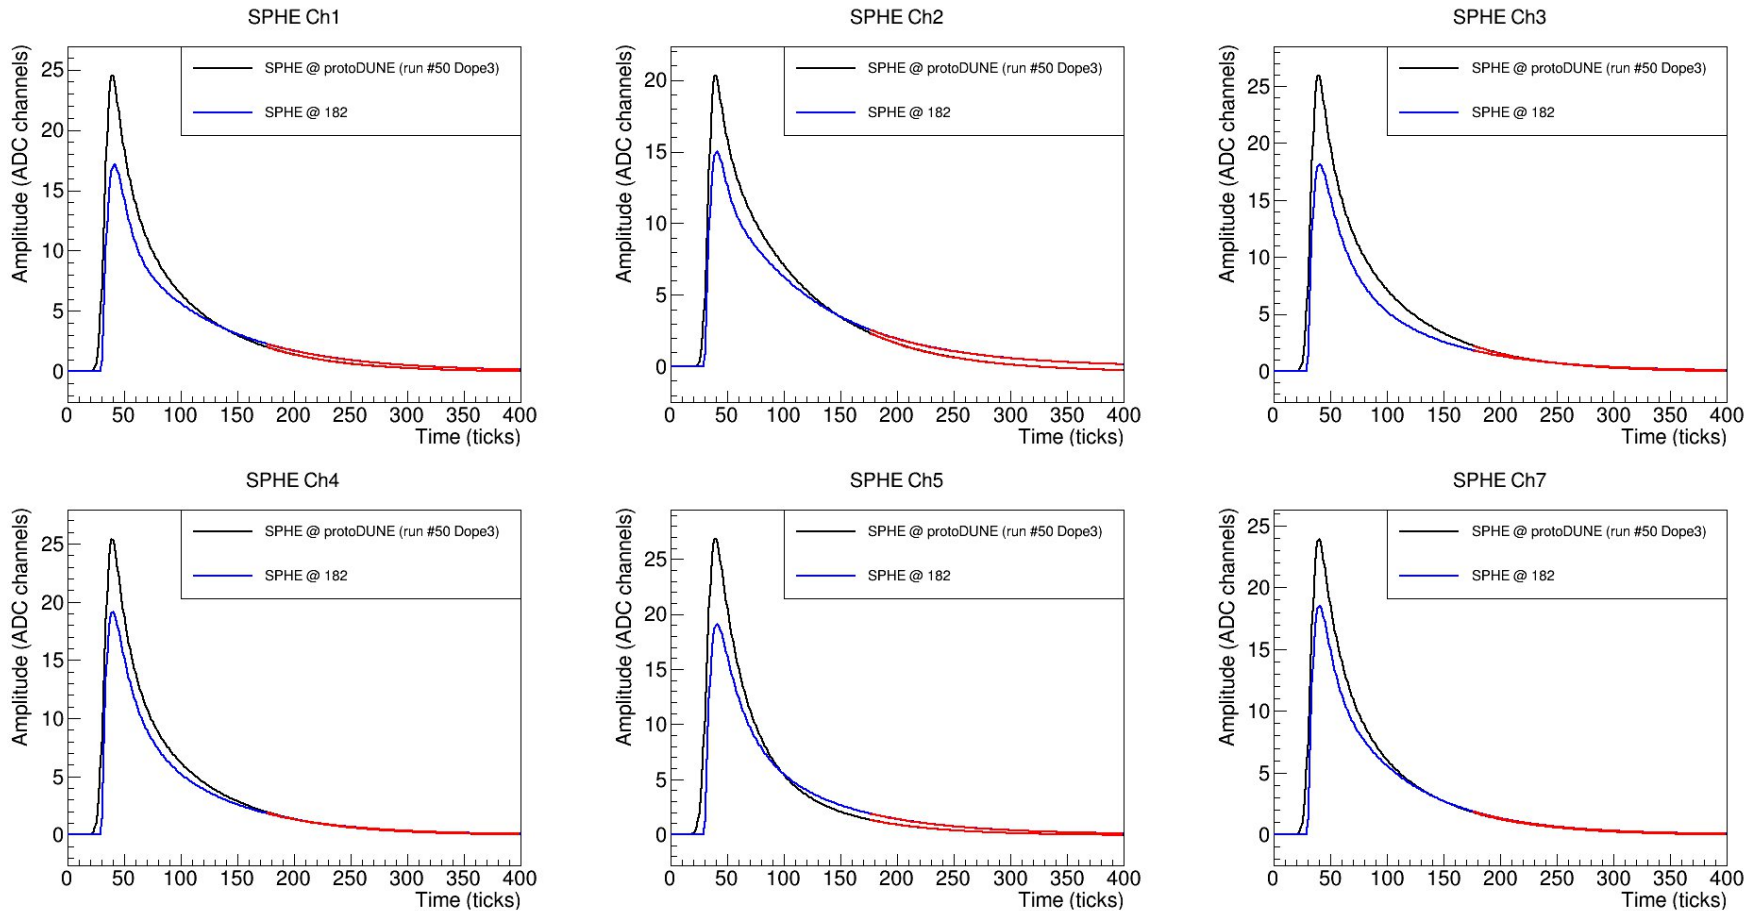 SPHE Ch1
Amplitude (ADC channels)
25
20
15
10
5
0
SPHE @ protoDUNE (run #50 Dope3)
SPHE @ 182
0 50 100 150 200 250 300 350 400
Time (ticks)
SPHE Ch2
Amplitude (ADC channels)
20
15
10
5
0
SPHE @ protoDUNE (run #50 Dope3)
SPHE @ 182
0 50 100 150 200 250 300 350 400
Time (ticks)
SPHE Ch3
Amplitude (ADC channels)
25
20
15
10
5
0
SPHE @ protoDUNE (run #50 Dope3)
SPHE @ 182
0 50 100 150 200 250 300 350 400
Time (ticks)
SPHE Ch4
Amplitude (ADC channels)
25
20
15
10
5
0
SPHE @ protoDUNE (run #50 Dope3)
SPHE @ 182
0 50 100 150 200 250 300 350 400
Time (ticks)
SPHE Ch5
Amplitude (ADC channels)
25
20
15
10
5
0
SPHE @ protoDUNE (run #50 Dope3)
SPHE @ 182
0 50 100 150 200 250 300 350 400
Time (ticks)
SPHE Ch7
Amplitude (ADC channels)
25
20
15
10
5
0
SPHE @ protoDUNE (run #50 Dope3)
SPHE @ 182
0 50 100 150 200 250 300 350 400
Time (ticks)